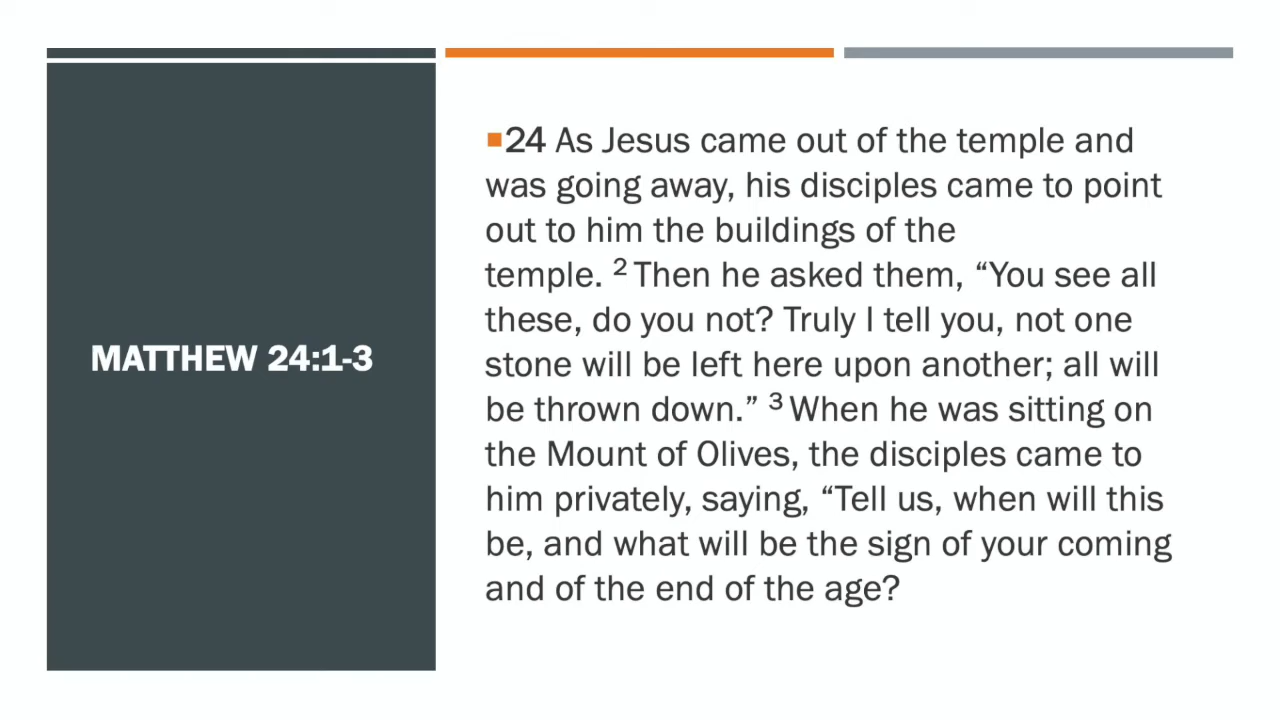 MATTHEW 24:1-3
24 As Jesus came out of the temple and
was going away, his disciples came to point
out to him the buildings of the
temple. 2 Then he asked them, “You see all
these, do you not? Truly I tell you, not one
stone will be left here upon another; all will
be thrown down.” 3 When he was sitting on
the Mount of Olives, the disciples came to
him privately, saying, “Tell us, when will this
be, and what will be the sign of your coming
and of the end of the age?